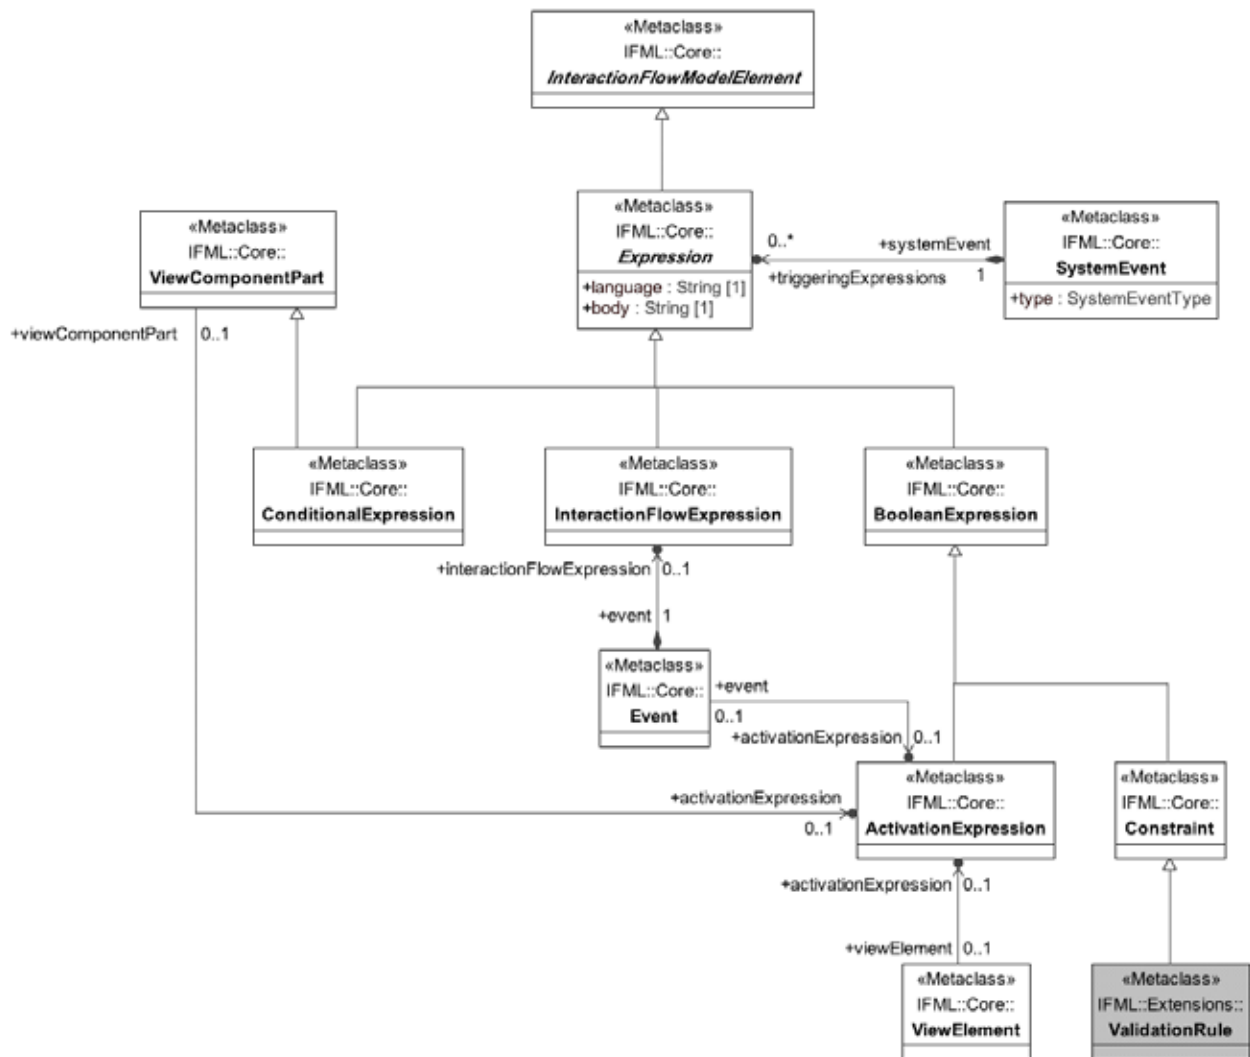 «Metaclass»
IFML::Core::
InteractionFlowModelElement
«Metaclass»
IFML::Core::
Expression
+language : String [1]
+body : String [1]
0..*
+systemEvent
+triggeringExpressions
1
«Metaclass»
IFML::Core::
SystemEvent
+type : SystemEventType
«Metaclass»
IFML::Core::
ViewComponentPart
+viewComponentPart
0..1
«Metaclass»
IFML::Core::
ConditionalExpression
«Metaclass»
IFML::Core::
InteractionFlowExpression
«Metaclass»
IFML::Core::
BooleanExpression
+interactionFlowExpression
0..1
+event
1
«Metaclass»
IFML::Core::
Event
+event
0..1
+activationExpression
0..1
+activationExpression
0..1
«Metaclass»
IFML::Core::
ActivationExpression
«Metaclass»
IFML::Core::
Constraint
+activationExpression
0..1
+viewElement
0..1
«Metaclass»
IFML::Core::
ViewElement
«Metaclass»
IFML::Extensions::
ValidationRule